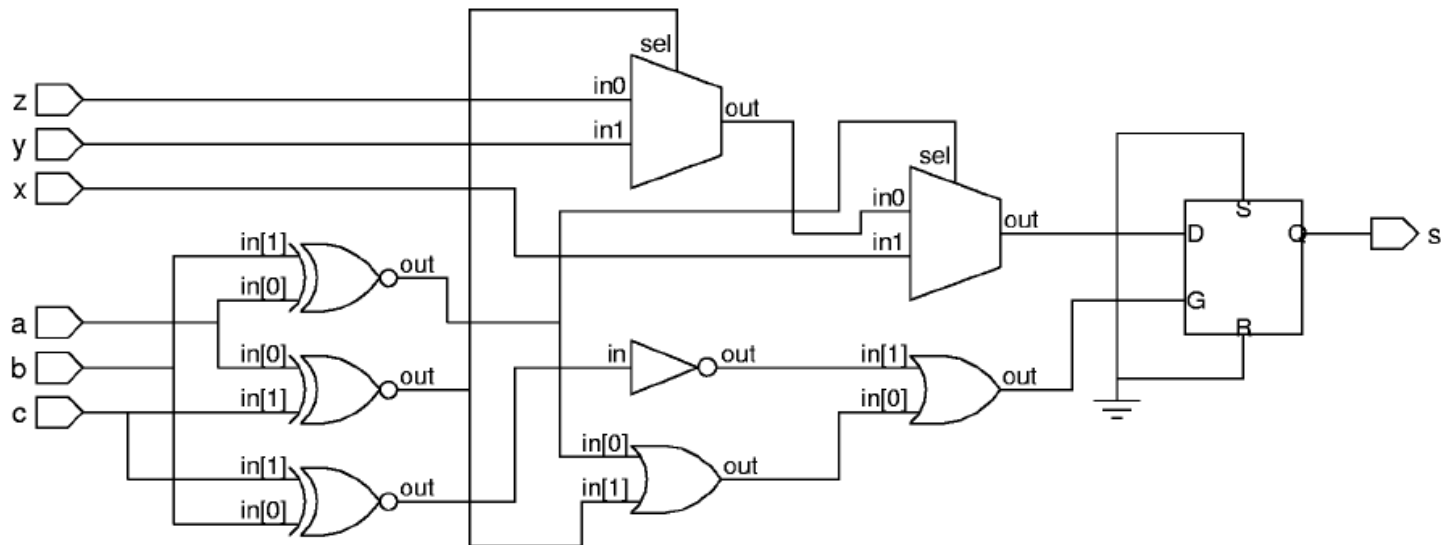 sel
z in0
out
y in1
sel
x
in0
out
S
in[1]
out
in1
D Q s
in[0]
G
a
in[0]
in out
in[1]
R
b
out
out
c in[1]
in[0]
in[0]
in[1]
out
out
in[1]
in[0]